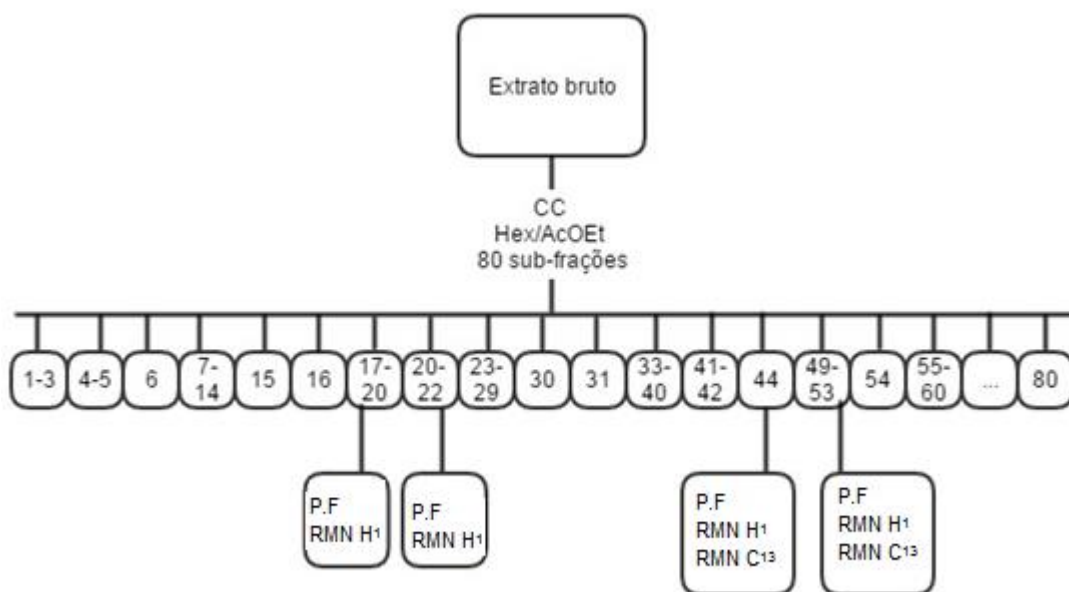 Extrato bruto
CC
Hex/AcOEt
80 sub-frações
1-3
4-5
6
7-
14
15
16
17-
20
20-
22
23-
29
30
31
33-
40
41-
42
44
49-
53
54
55-
60
...
80
P.F
RMN H¹
P.F
RMN H¹
P.F
RMN H¹
RMN C¹³
P.F
RMN H¹
RMN C¹³